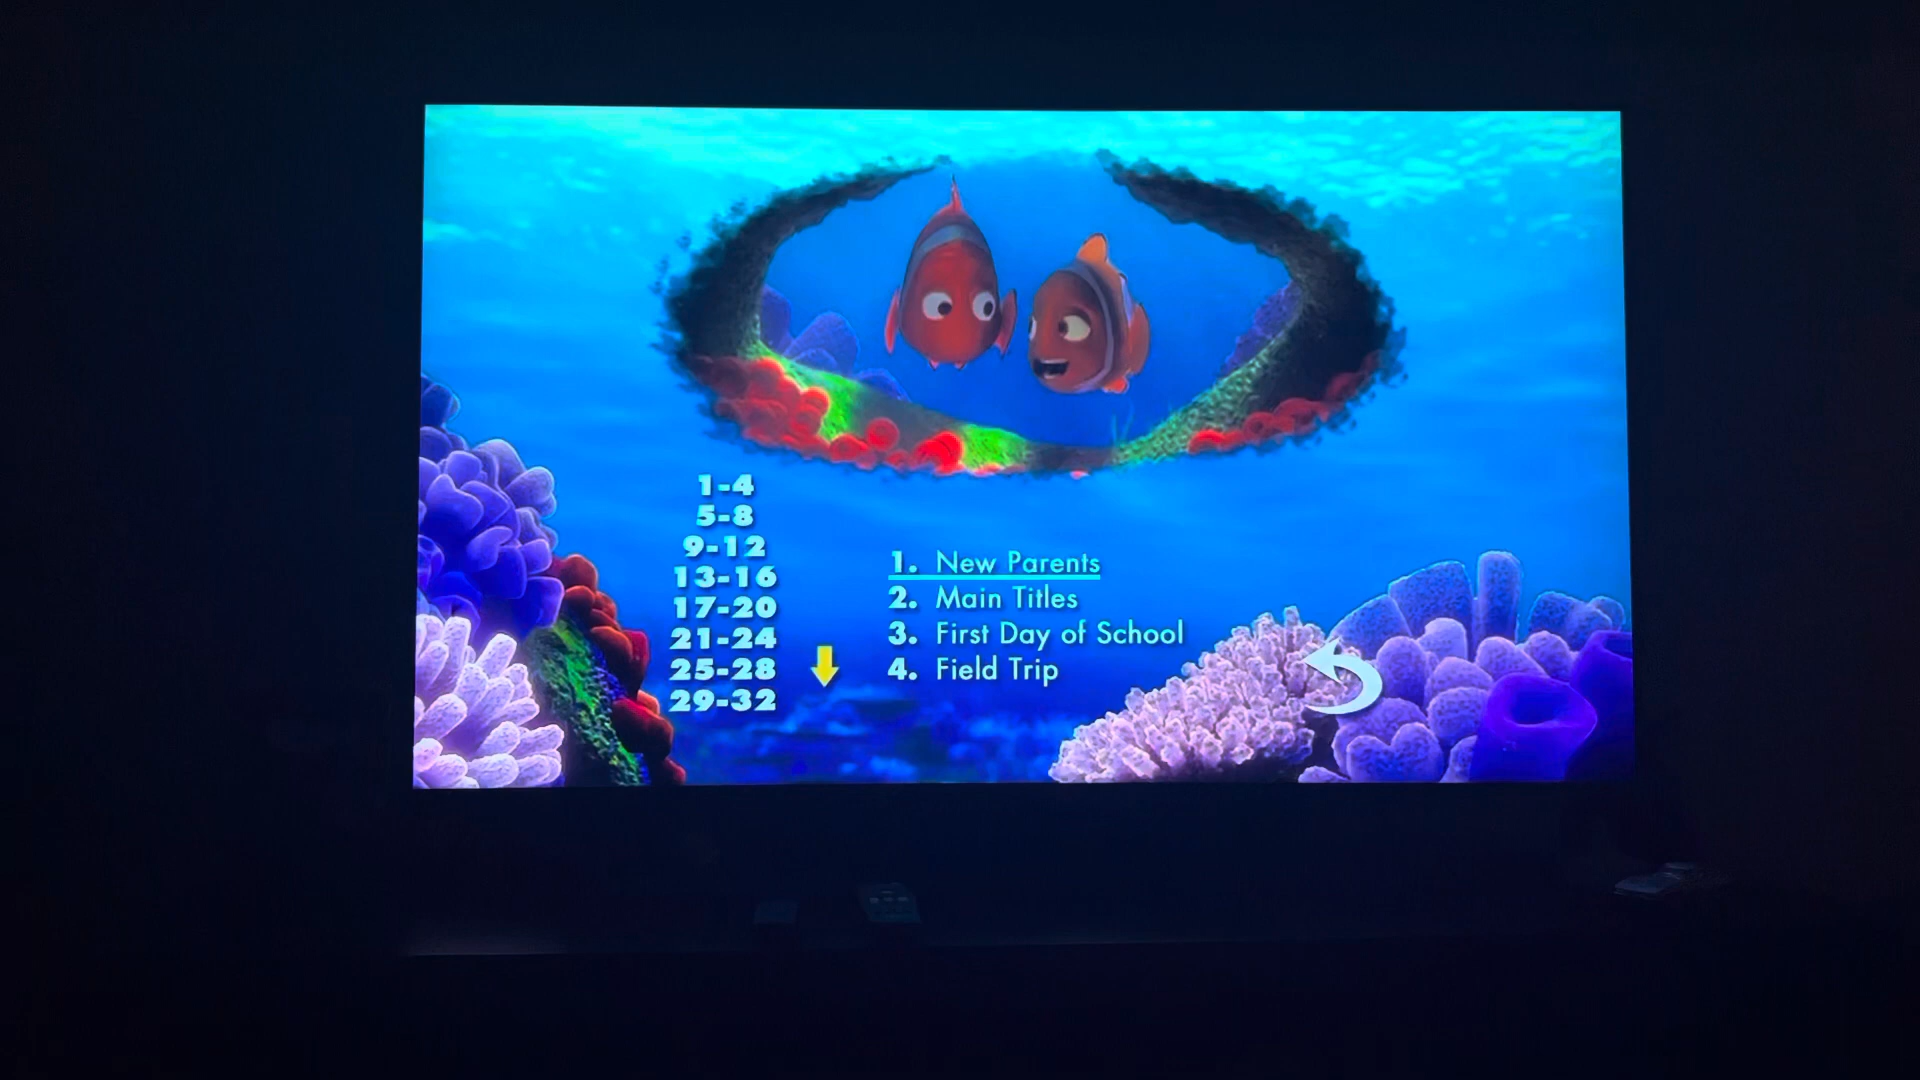 1-4
5-8
9-12
13-16
17-20
21-24
25-28
29-32
1. New Parents
2. Main Titles
3. First Day of School
4. Field Trip